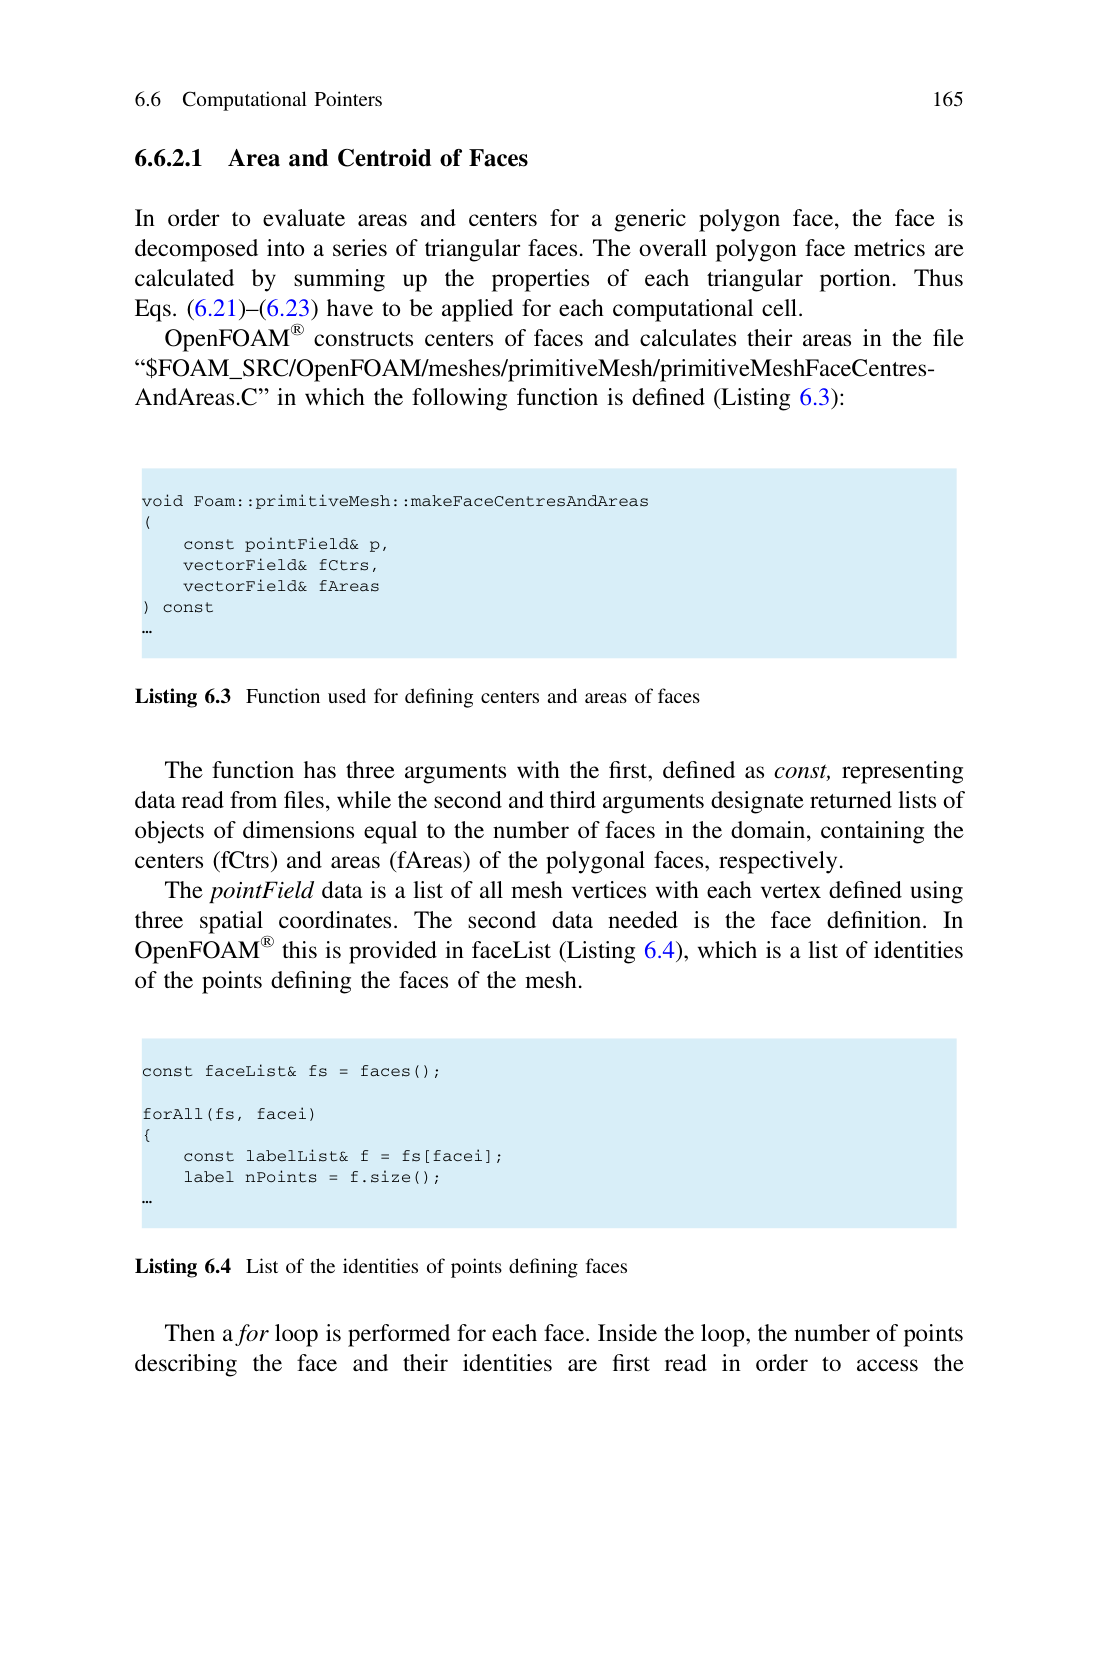 6.6 Computational Pointers 165
6.6.2.1 Area and Centroid of Faces
In order to evaluate areas and centers for a generic polygon face, the face is
decomposed into a series of triangular faces. The overall polygon face metrics are
calculated by summing up the properties of each triangular portion. Thus
Eqs. (6.21)–(6.23) have to be applied for each computational cell.
OpenFOAM® constructs centers of faces and calculates their areas in the file
“$FOAM_SRC/OpenFOAM/meshes/primitiveMesh/primitiveMeshFaceCentres-
AndAreas.C” in which the following function is defined (Listing 6.3):
void Foam::primitiveMesh::makeFaceCentresAndAreas
(
    const pointField& p,
    vectorField& fCtrs,
    vectorField& fAreas
) const
…
Listing 6.3 Function used for defining centers and areas of faces
The function has three arguments with the first, defined as const, representing
data read from files, while the second and third arguments designate returned lists of
objects of dimensions equal to the number of faces in the domain, containing the
centers (fCtrs) and areas (fAreas) of the polygonal faces, respectively.
The pointField data is a list of all mesh vertices with each vertex defined using
three spatial coordinates. The second data needed is the face definition. In
OpenFOAM® this is provided in faceList (Listing 6.4), which is a list of identities
of the points defining the faces of the mesh.
const faceList& fs = faces();
forAll(fs, facei)
{
    const labelList& f = fs[facei];
    label nPoints = f.size();
…
Listing 6.4 List of the identities of points defining faces
Then a for loop is performed for each face. Inside the loop, the number of points
describing the face and their identities are first read in order to access the